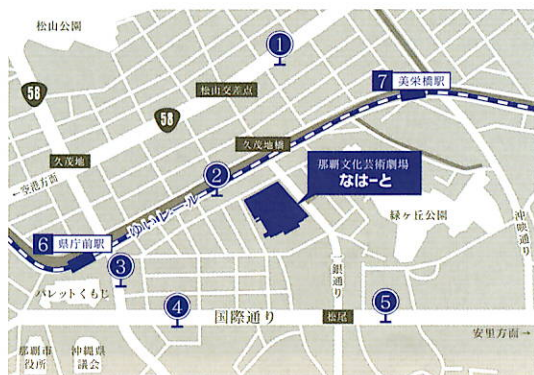 松山公園
1
58
7 美栄橋駅
松山交差点
58
久茂地
久茂地橋
那覇文化芸術劇場
なはーと
←空港方面
2
ゆいレール
緑ヶ丘公園
沖映通り
6 県庁前駅
3
パレットくもじ
一銀通り
4
国際通り
松尾
5
安里方面→
那覇市
役所
沖縄県
議会